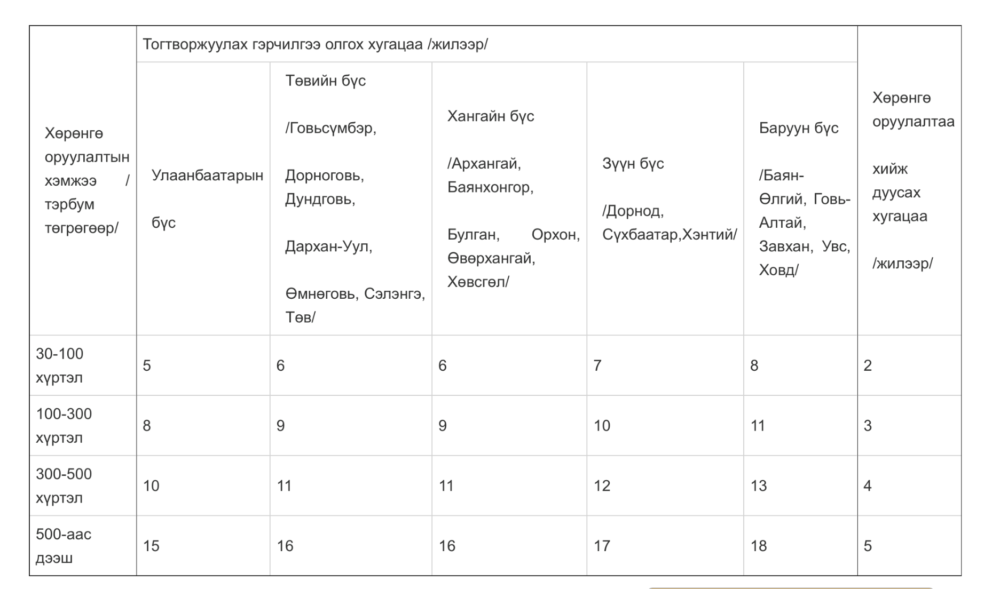 Хөрөнгө
оруулалтын
хэмжээ /
тэрбум
төгрөгөөр/
Тогтворжуулах гэрчилгээ олгох хугацаа /жилээр/
Улаанбаатарын
бүс
Төвийн бүс
/Говьсүмбэр,
Дорноговь,
Дундговь,
Дархан-Уул,
Өмнөговь, Сэлэнгэ,
Төв/
Хангайн бүс
/Архангай,
Баянхонгор,
Булган, Орхон,
Өвөрхангай,
Хөвсгөл/
Зүүн бүс
/Дорнод,
Сүхбаатар,Хэнтий/
Баруун бүс
/Баян-
Өлгий, Говь-
Алтай,
Завхан, Увс,
Ховд/
Хөрөнгө
оруулалтаа
хийж
дуусах
хугацаа
/жилээр/
30-100
хүртэл
5
6
6
7
8
2
100-300
хүртэл
8
9
9
10
11
3
300-500
хүртэл
10
11
11
12
13
4
500-аас
дээш
15
16
16
17
18
5